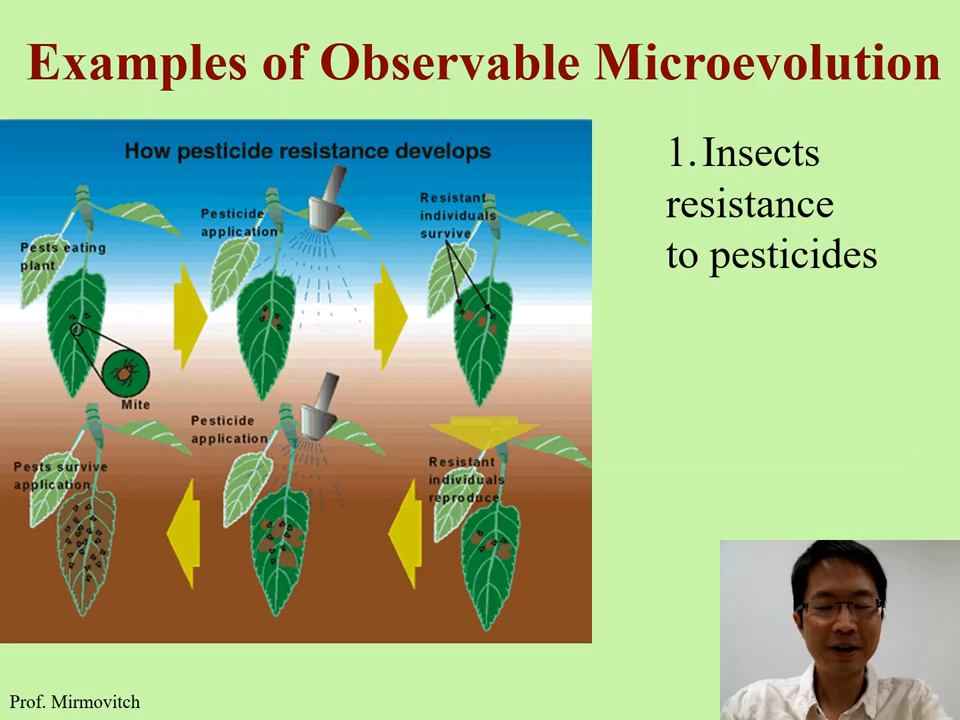 Examples of Observable Microevolution
How pesticide resistance develops
Pests eating
plant
Mite
Pesticide
application
Resistant
individuals
survive
Resistant
individuals
reproduce
Pesticide
application
Pests survive
application
1. Insects
resistance
to pesticides
Prof. Mirmovitch